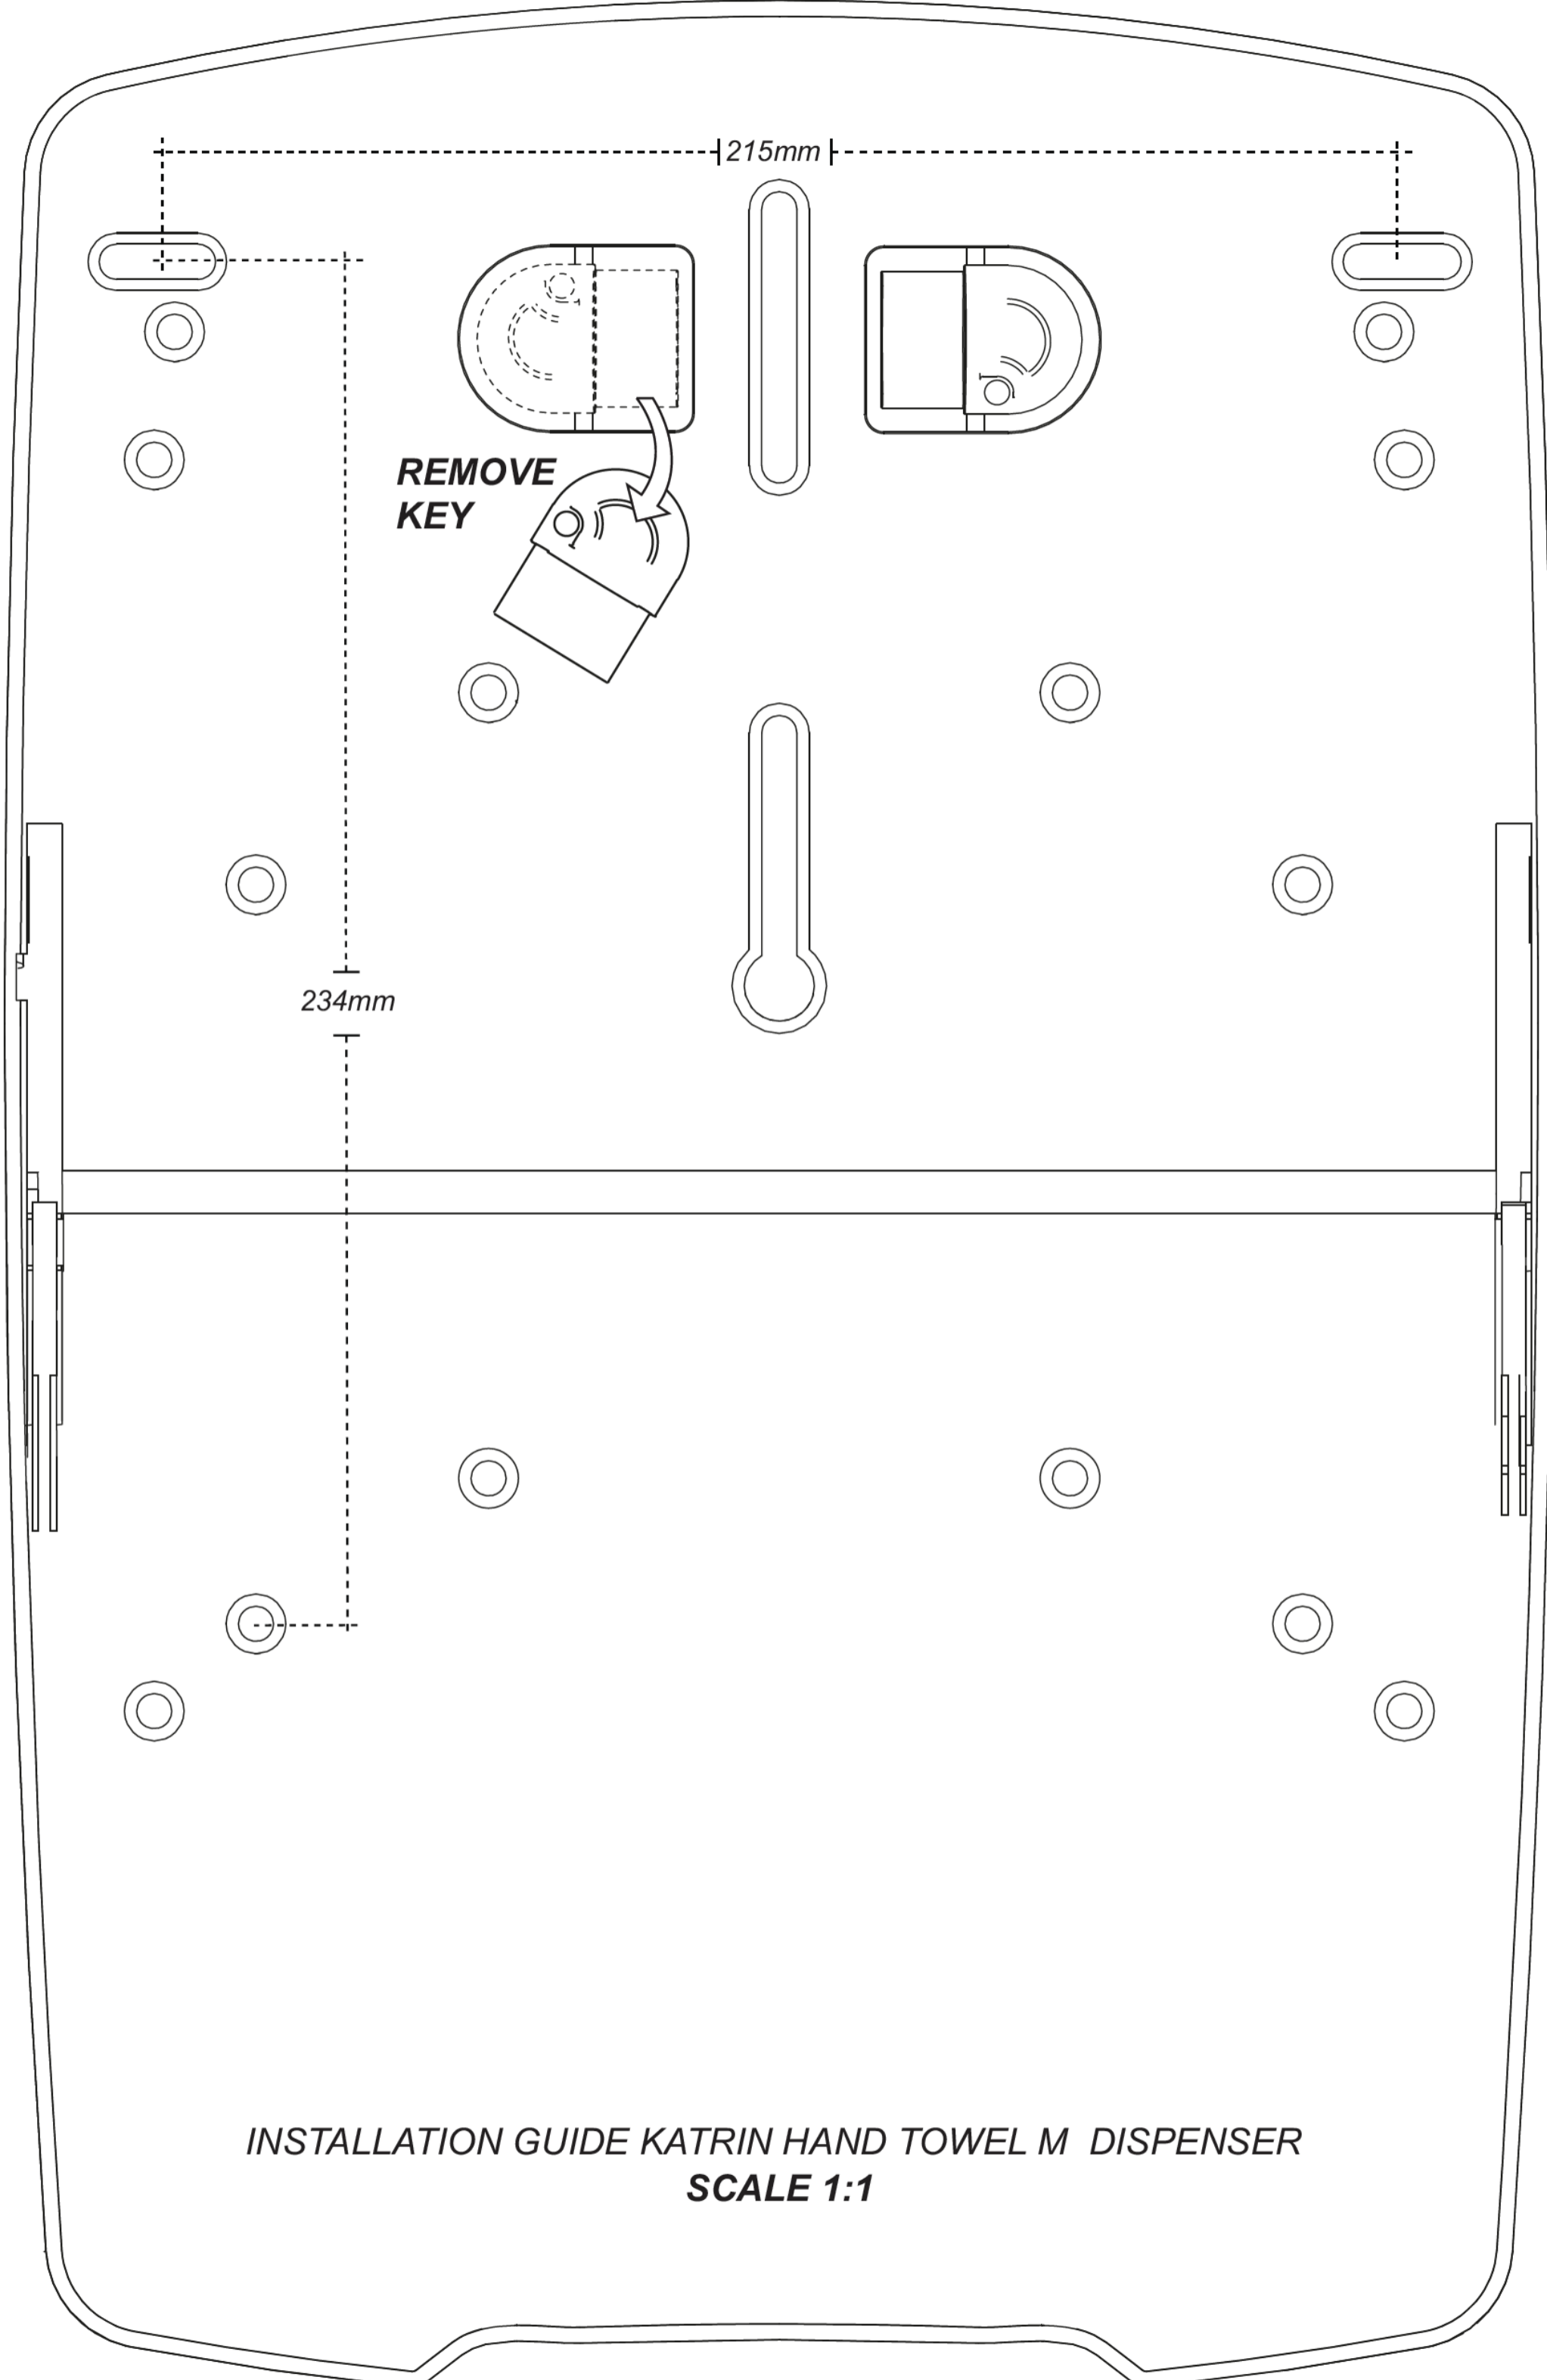 215mm
REMOVE
KEY
234mm
INSTALLATION GUIDE KATRIN HAND TOWEL M DISPENSER
SCALE 1:1